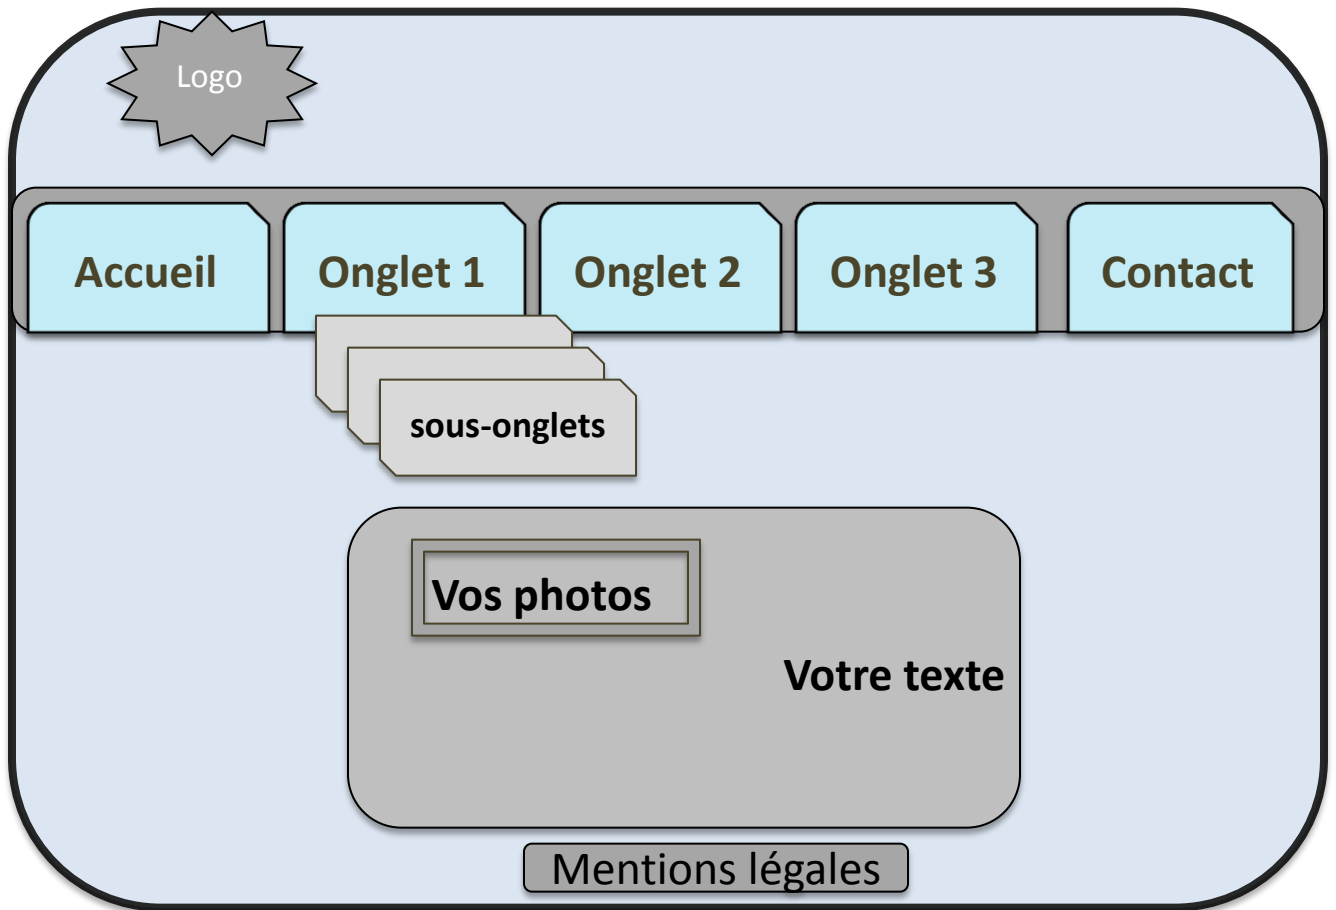 Logo
Accueil
Onglet 1
Onglet 2
Onglet 3
Contact
sous-onglets
Vos photos
Votre texte
Mentions légales